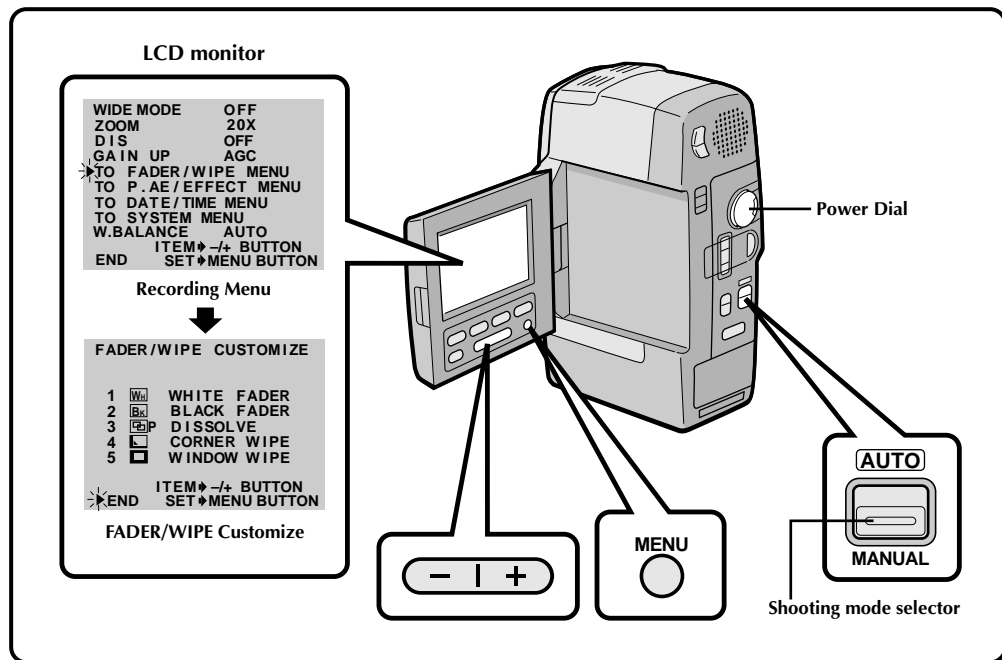 LCD monitor
WIDE MODE OFF
ZOOM 20X
DIS OFF
GAIN UP AGC
TO FADER/WIPE MENU
TO P.AE/EFFECT MENU
TO DATE/TIME MENU
TO SYSTEM MENU
W.BALANCE AUTO
ITEM –/+ BUTTON
END SET MENU BUTTON
Recording Menu
FADER/WIPE CUSTOMIZE
1 WH WHITE FADER
2 BK BLACK FADER
3 P DISSOLVE
4 CORNER WIPE
5 WINDOW WIPE
ITEM –/+ BUTTON
END SET MENU BUTTON
FADER/WIPE Customize
– +
MENU
Power Dial
AUTO
MANUAL
Shooting mode selector